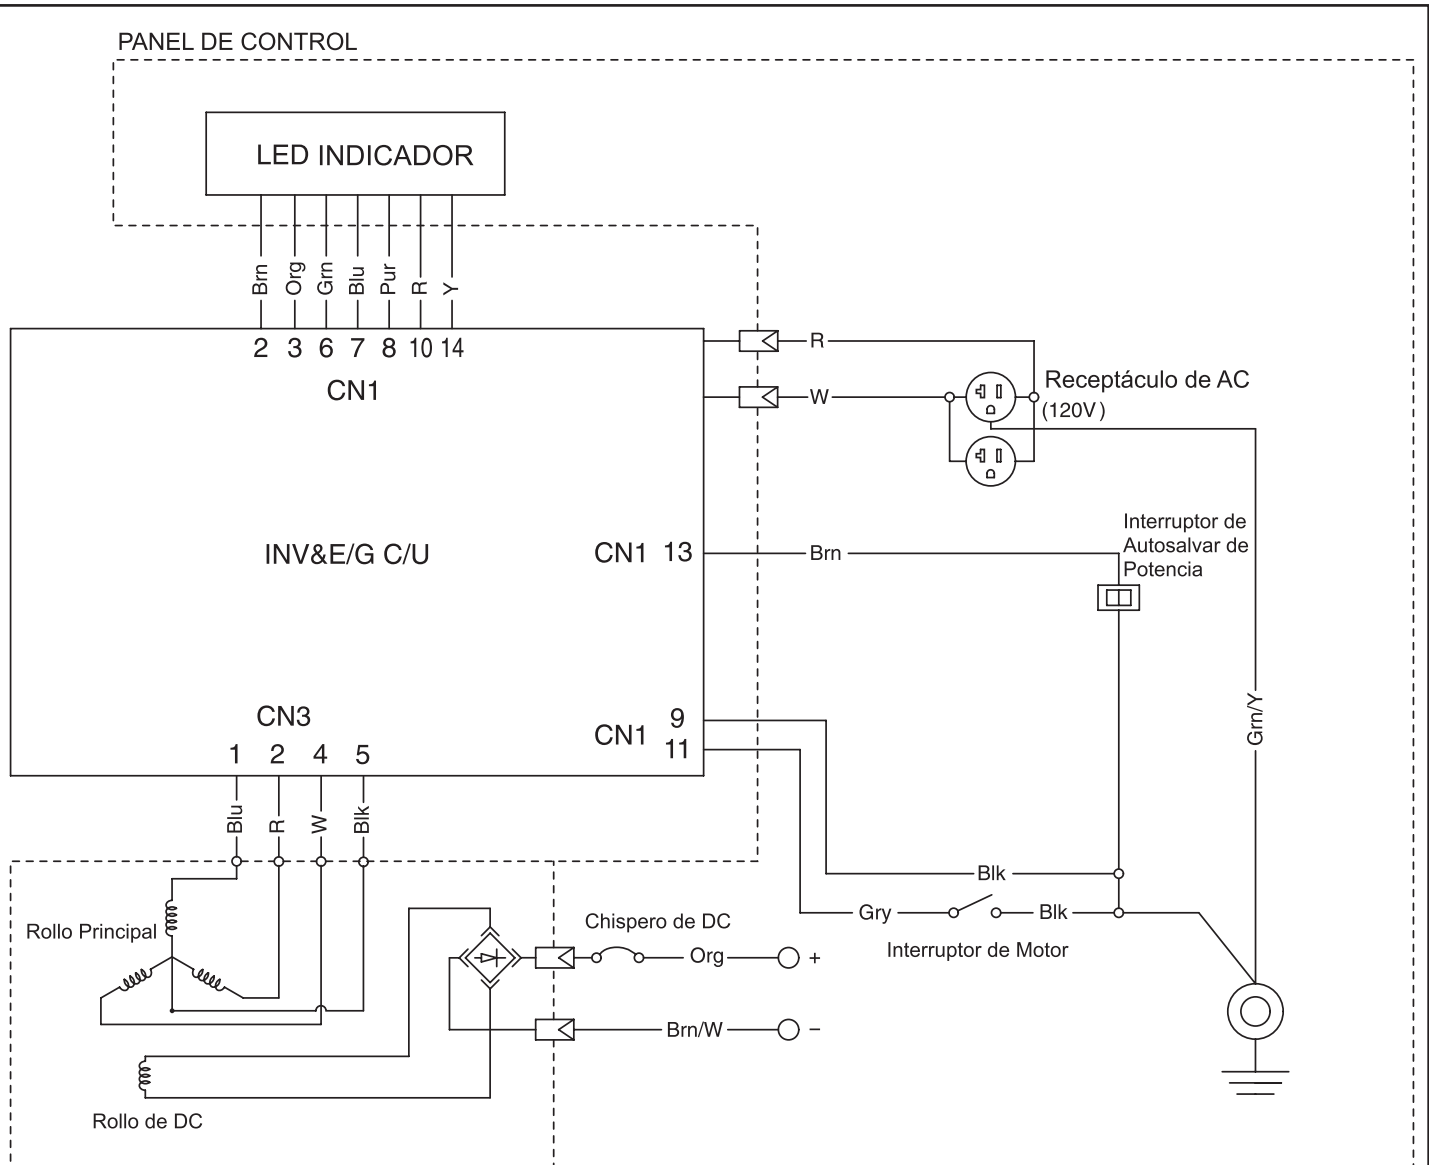 PANEL DE CONTROL
LED INDICADOR
Brn Org Grn Blu Pur R Y
2 3 6 7 8 10 14
CN1
R
W
Receptáculo de AC
(120V)
INV&E/G C/U
CN1 13
Brn
Interruptor de
Autosalvar de
Potencia
Grn/Y
CN3
1 2 4 5
CN1
9
11
Blu R W Blk
Blk
Gry
Blk
Interruptor de Motor
Rollo Principal
Chispero de DC
Org
+
Brn/W
−
Rollo de DC